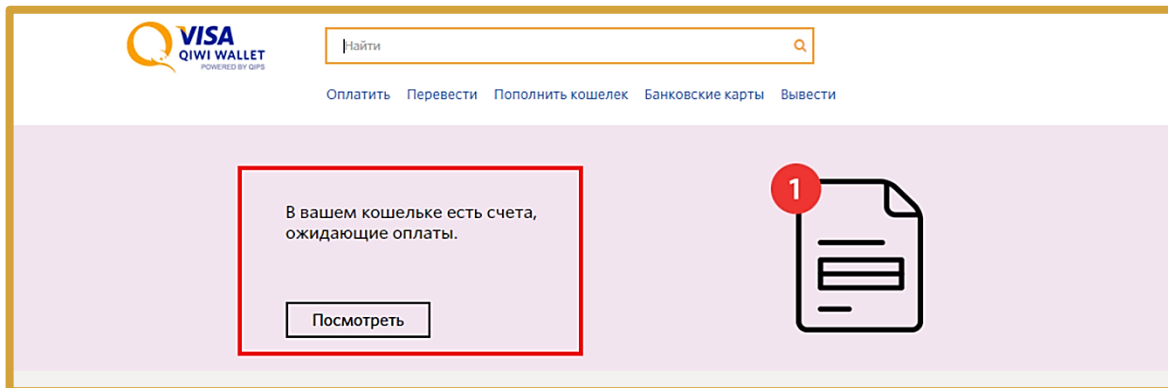 VISA
QIWI WALLET
POWERED BY QIPS
Найти
Оплатить Перевести Пополнить кошелек Банковские карты Вывести
В вашем кошельке есть счета,
ожидающие оплаты.
1
Посмотреть